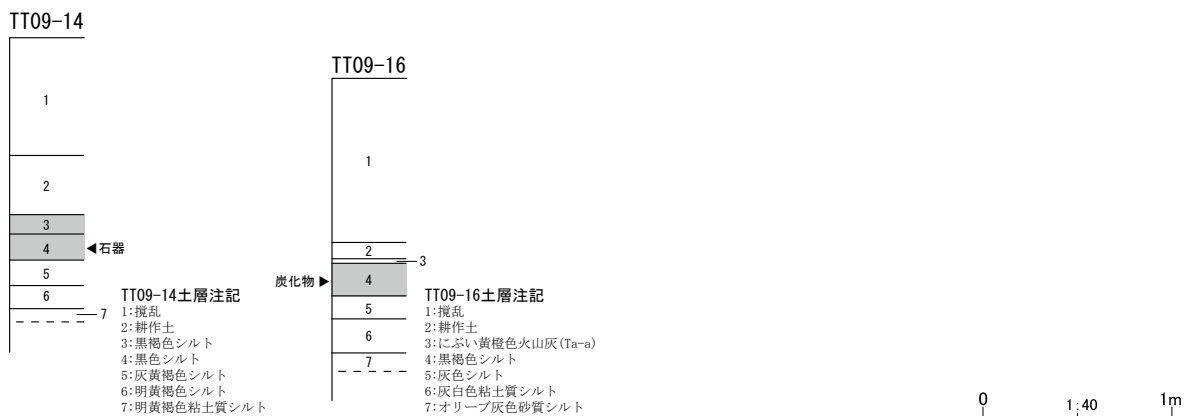 TT09-14
1
2
3
4
◀石器
5
6
7
TT09-14土層注記
1:撹乱
2:耕作土
3:黒褐色シルト
4:黒色シルト
5:灰黄褐色シルト
6:明黄褐色シルト
7:明黄褐色粘土質シルト
TT09-16
1
2
3
炭化物▶
4
5
6
7
TT09-16土層注記
1:撹乱
2:耕作土
3:にぶい黄橙色火山灰(Ta-a)
4:黒褐色シルト
5:灰色シルト
6:灰白色粘土質シルト
7:オリーブ灰色砂質シルト
0 1:40 1m